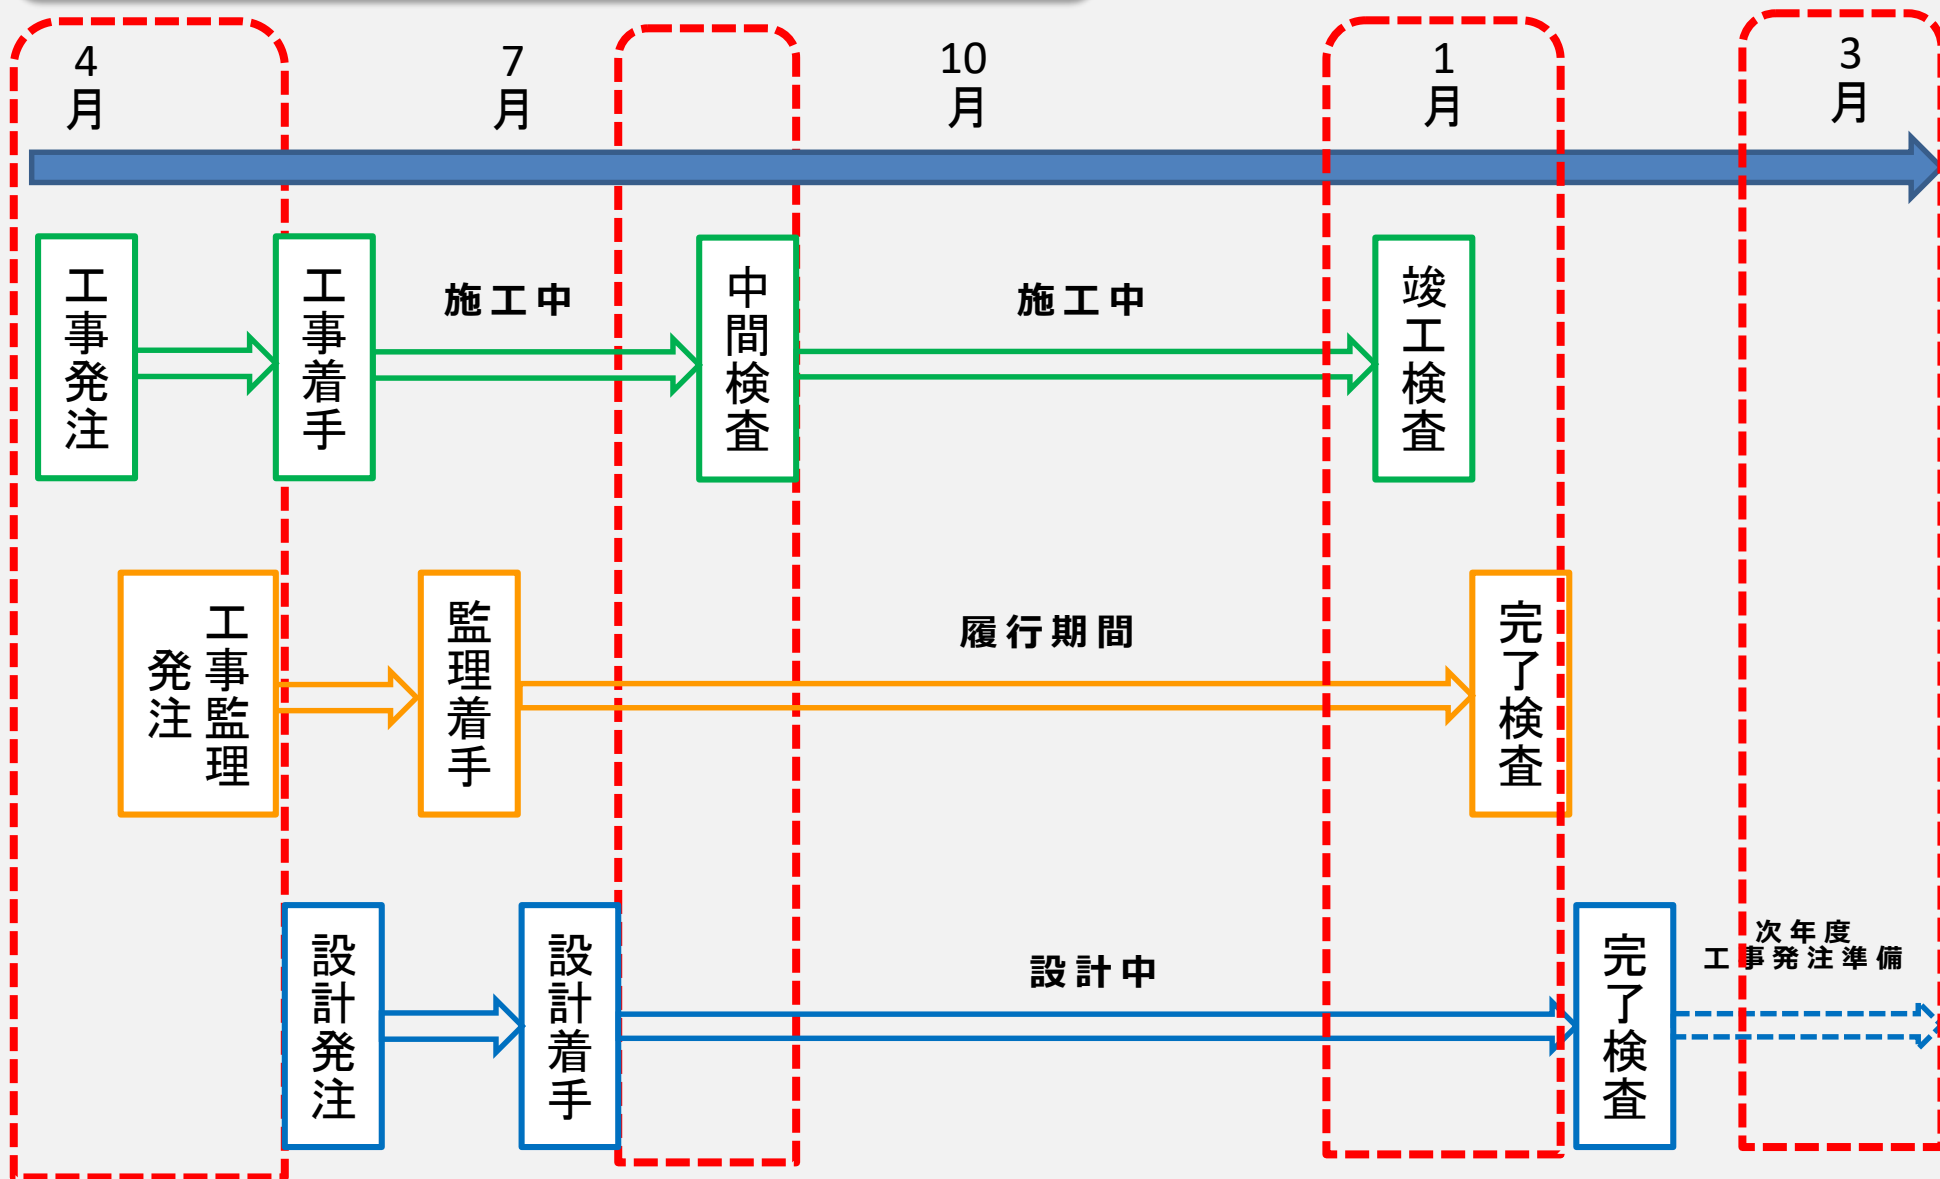 4月
7月
10月
1月
3月
工事発注
工事着手
施工中
中間検査
施工中
竣工検査
工事監理
発注
監理着手
履行期間
完了検査
設計発注
設計着手
設計中
完了検査
次年度
工事発注準備